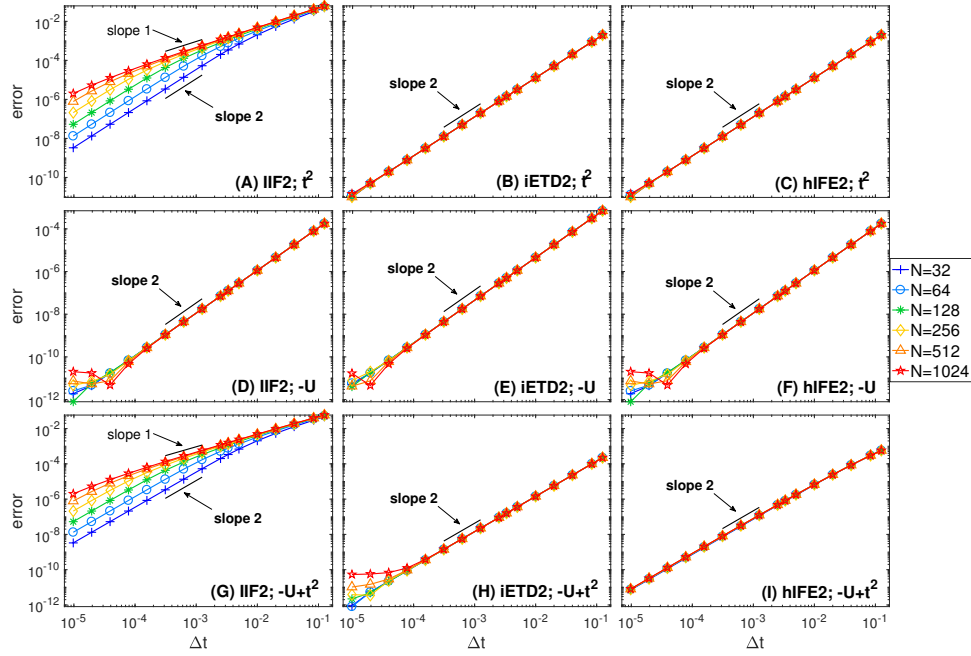 10^-2
10^-4
10^-6
10^-8
10^-10
error
slope 1
slope 2
(A) IIF2; t^2
slope 2
(B) iETD2; t^2
slope 2
(C) hIFE2; t^2
10^-4
10^-6
10^-8
10^-10
10^-12
error
slope 2
(D) IIF2; -U
slope 2
(E) iETD2; -U
slope 2
(F) hIFE2; -U
N=32
N=64
N=128
N=256
N=512
N=1024
10^-2
10^-4
10^-6
10^-8
10^-10
10^-12
error
slope 1
slope 2
(G) IIF2; -U+t^2
slope 2
(H) iETD2; -U+t^2
slope 2
(I) hIFE2; -U+t^2
10^-5 10^-4 10^-3 10^-2 10^-1
10^-5 10^-4 10^-3 10^-2 10^-1
10^-5 10^-4 10^-3 10^-2 10^-1
Δt
Δt
Δt